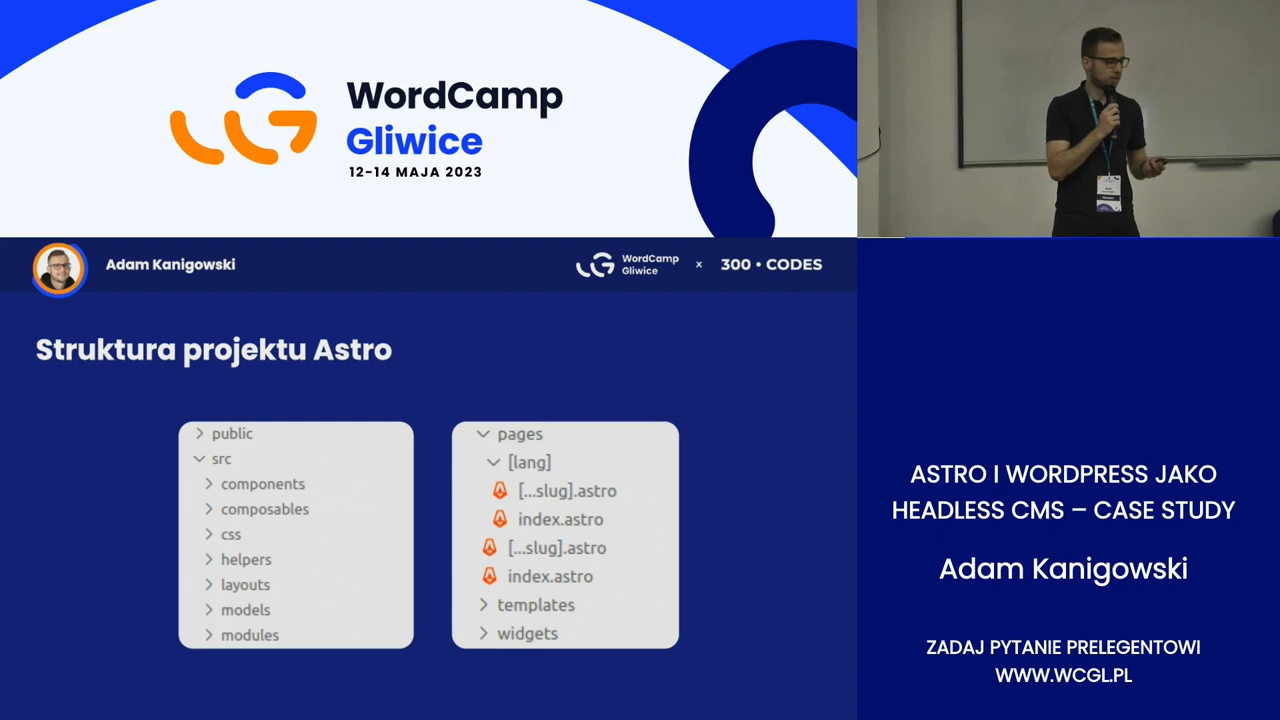 WordCamp
Gliwice
12-14 MAJA 2023
Adam Kanigowski
WordCamp
Gliwice
x
300 • CODES
Struktura projektu Astro
public
src
components
composables
css
helpers
layouts
models
modules
pages
[lang]
[...slug].astro
index.astro
[...slug].astro
index.astro
templates
widgets
ASTRO I WORDPRESS JAKO
HEADLESS CMS – CASE STUDY
Adam Kanigowski
ZADAJ PYTANIE PRELEGENTOWI
WWW.WCGL.PL